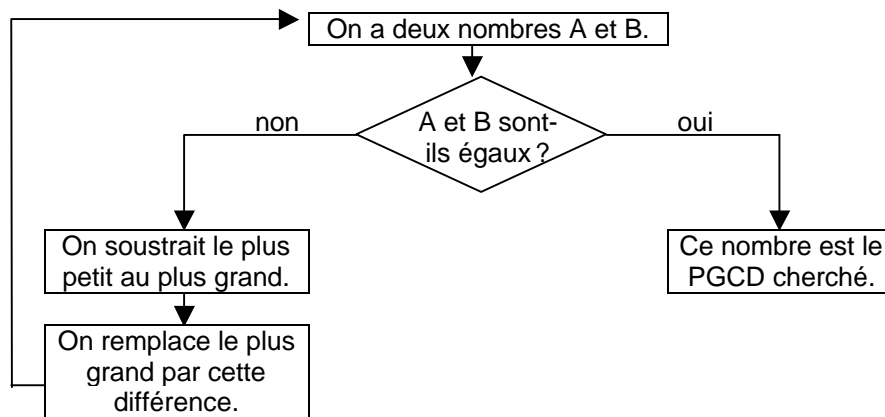 On a deux nombres A et B.
A et B sont-
ils égaux ?
non
oui
On soustrait le plus
petit au plus grand.
Ce nombre est le
PGCD cherché.
On remplace le plus
grand par cette
différence.